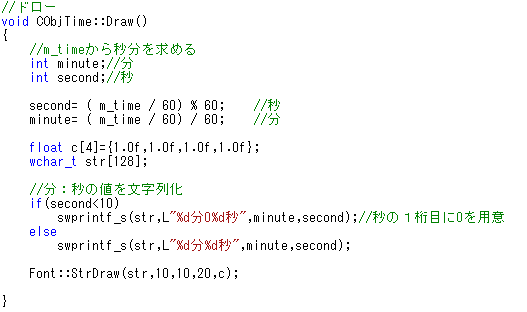 //ドロー
void CObjTime::Draw()
{
//m_timeから秒分を求める
int minute;//分
int second;//秒
second= ( m_time / 60) % 60; //秒
minute= ( m_time / 60) / 60; //分
float c[4]={1.0f,1.0f,1.0f,1.0f};
wchar_t str[128];
//分：秒の値を文字列化
if(second<10)
swprintf_s(str,L"%d分0%d秒",minute,second);//秒の１桁目に0を用意
else
swprintf_s(str,L"%d分%d秒",minute,second);
Font::StrDraw(str,10,10,20,c);
}